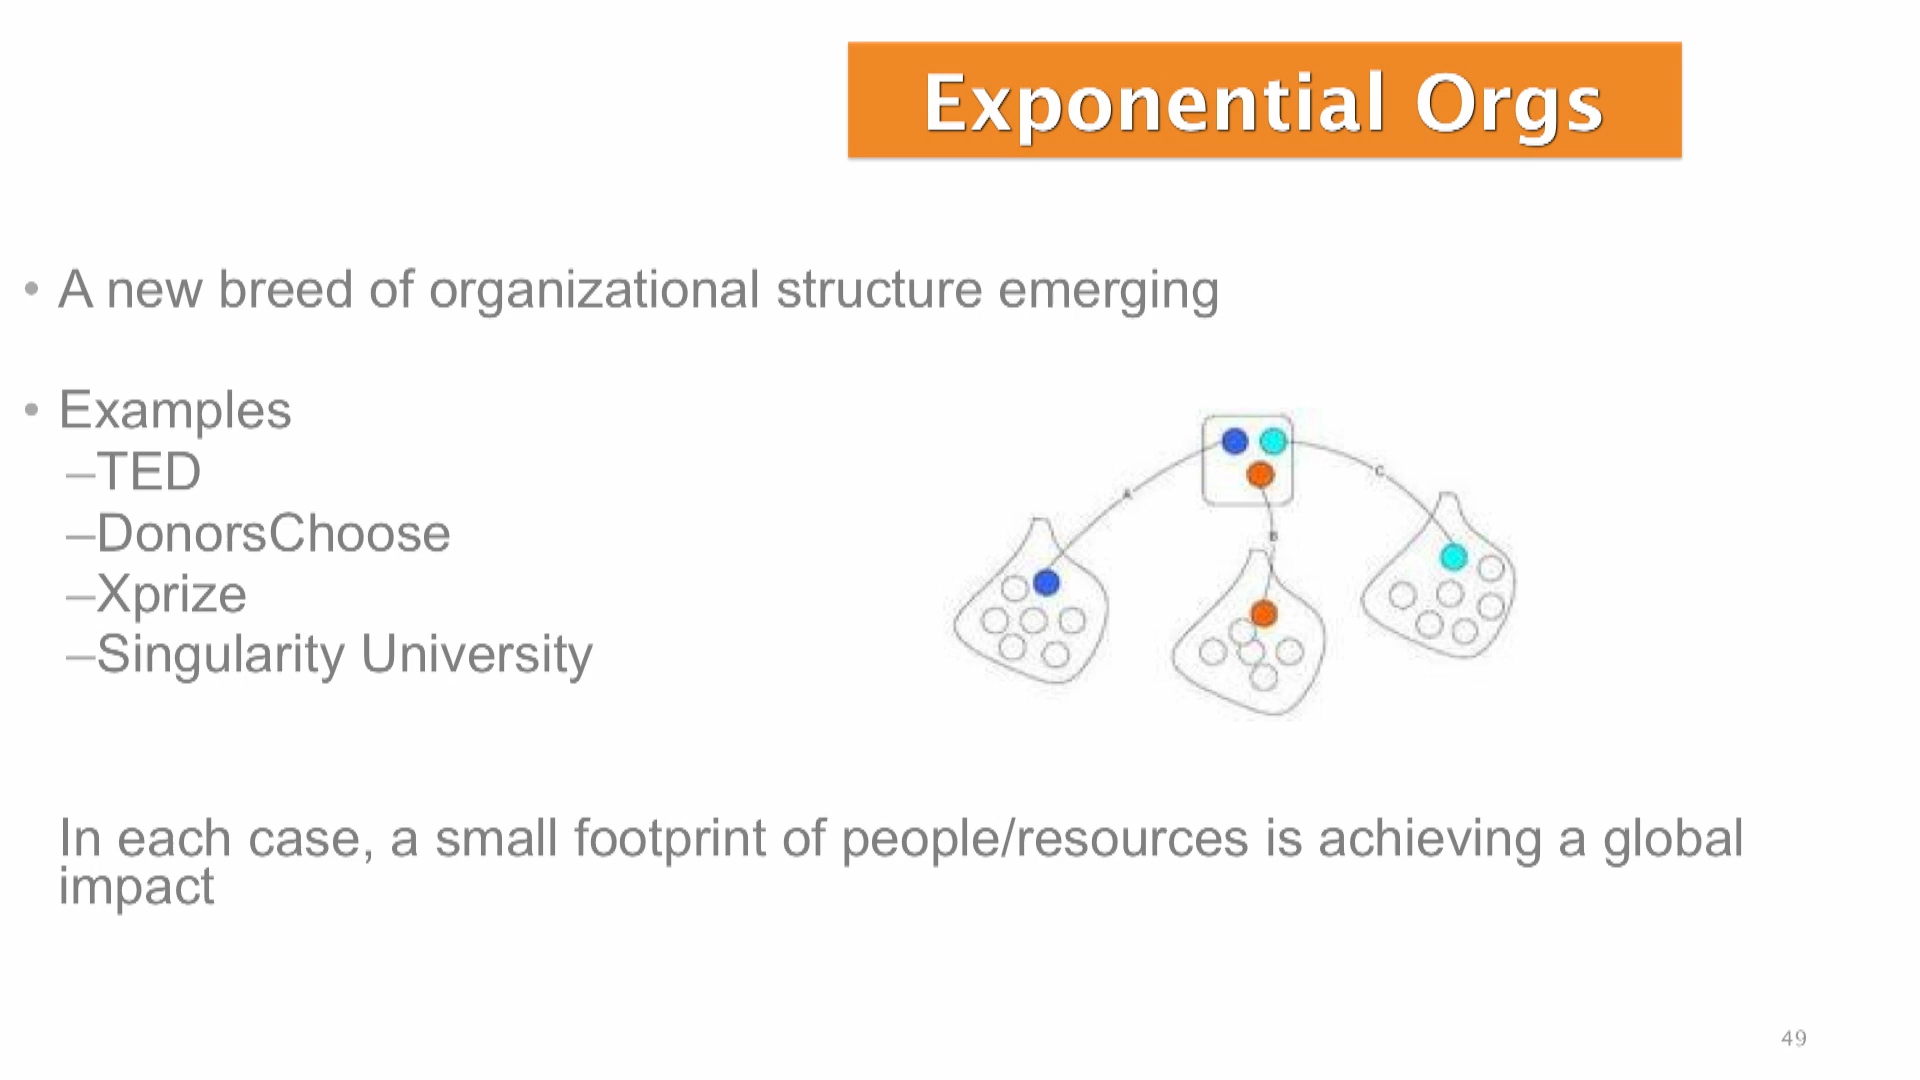 Exponential Orgs
• A new breed of organizational structure emerging
• Examples
–TED
–DonorsChoose
–Xprize
–Singularity University
A
B
C
In each case, a small footprint of people/resources is achieving a global
impact
49